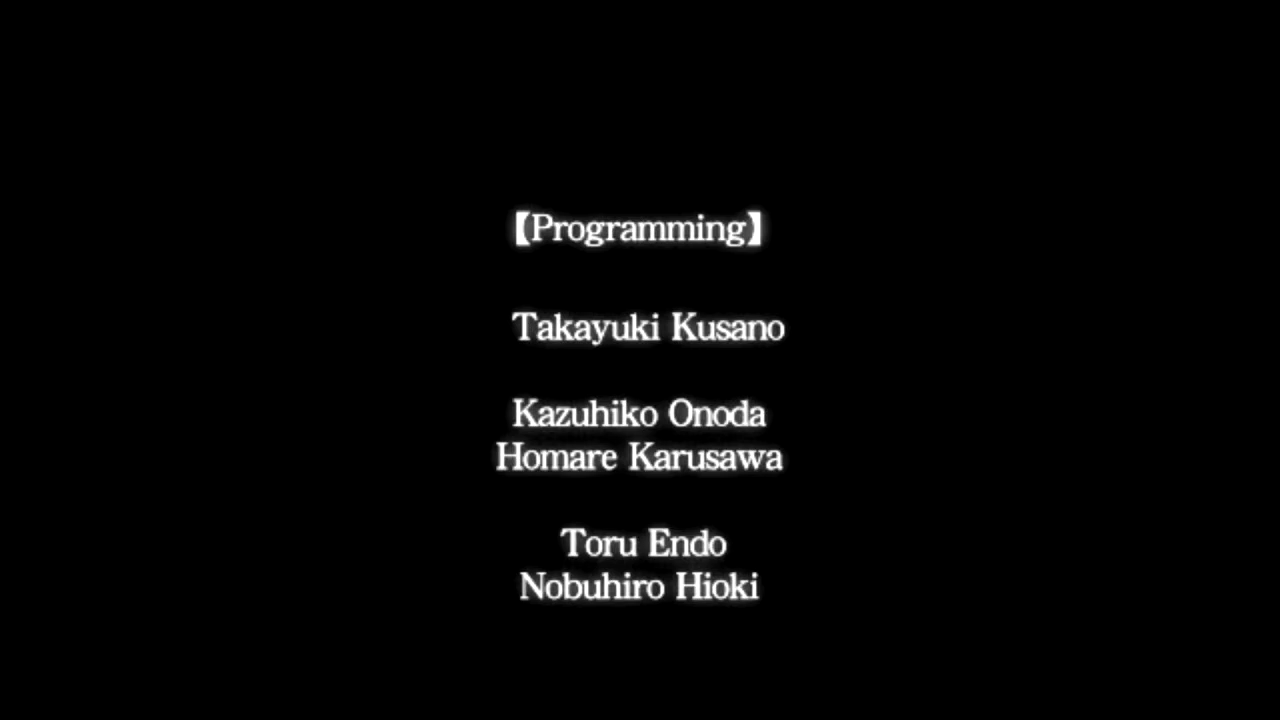 【Programming】
Takayuki Kusano
Kazuhiko Onoda
Homare Karusawa
Toru Endo
Nobuhiro Hioki